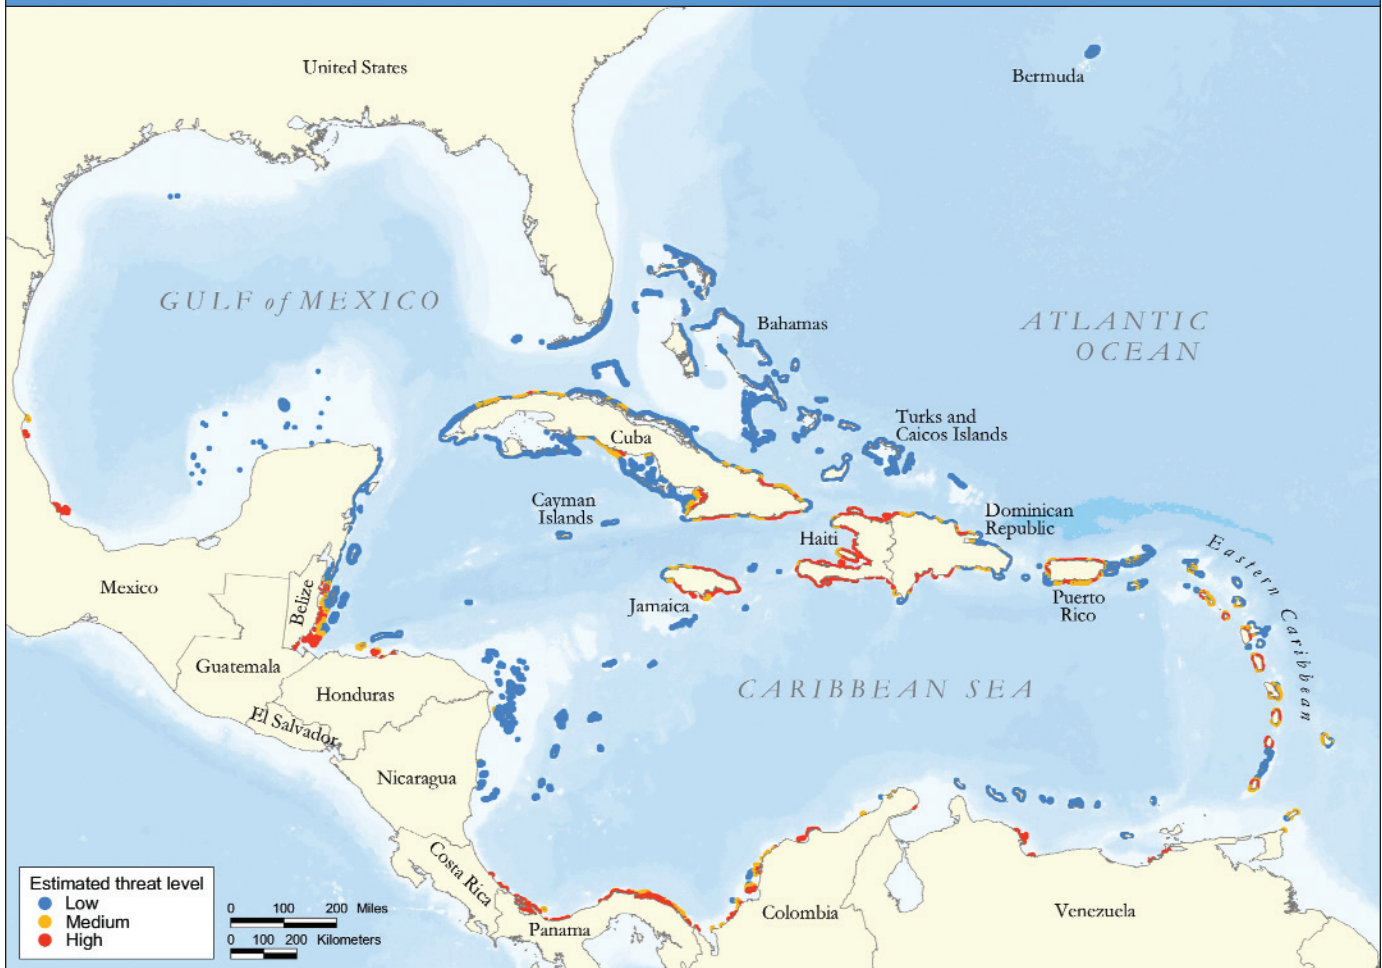 United States
Bermuda
GULF of MEXICO
Bahamas
ATLANTIC
OCEAN
Turks and
Caicos Islands
Cuba
Cayman
Islands
Dominican
Republic
Haiti
Eastern Caribbean
Mexico
Belize
Jamaica
Puerto
Rico
Guatemala
Honduras
CARIBBEAN SEA
El Salvador
Nicaragua
Costa Rica
Panama
Colombia
Venezuela
Estimated threat level
Low
Medium
High
0 100 200 Miles
0 100 200 Kilometers